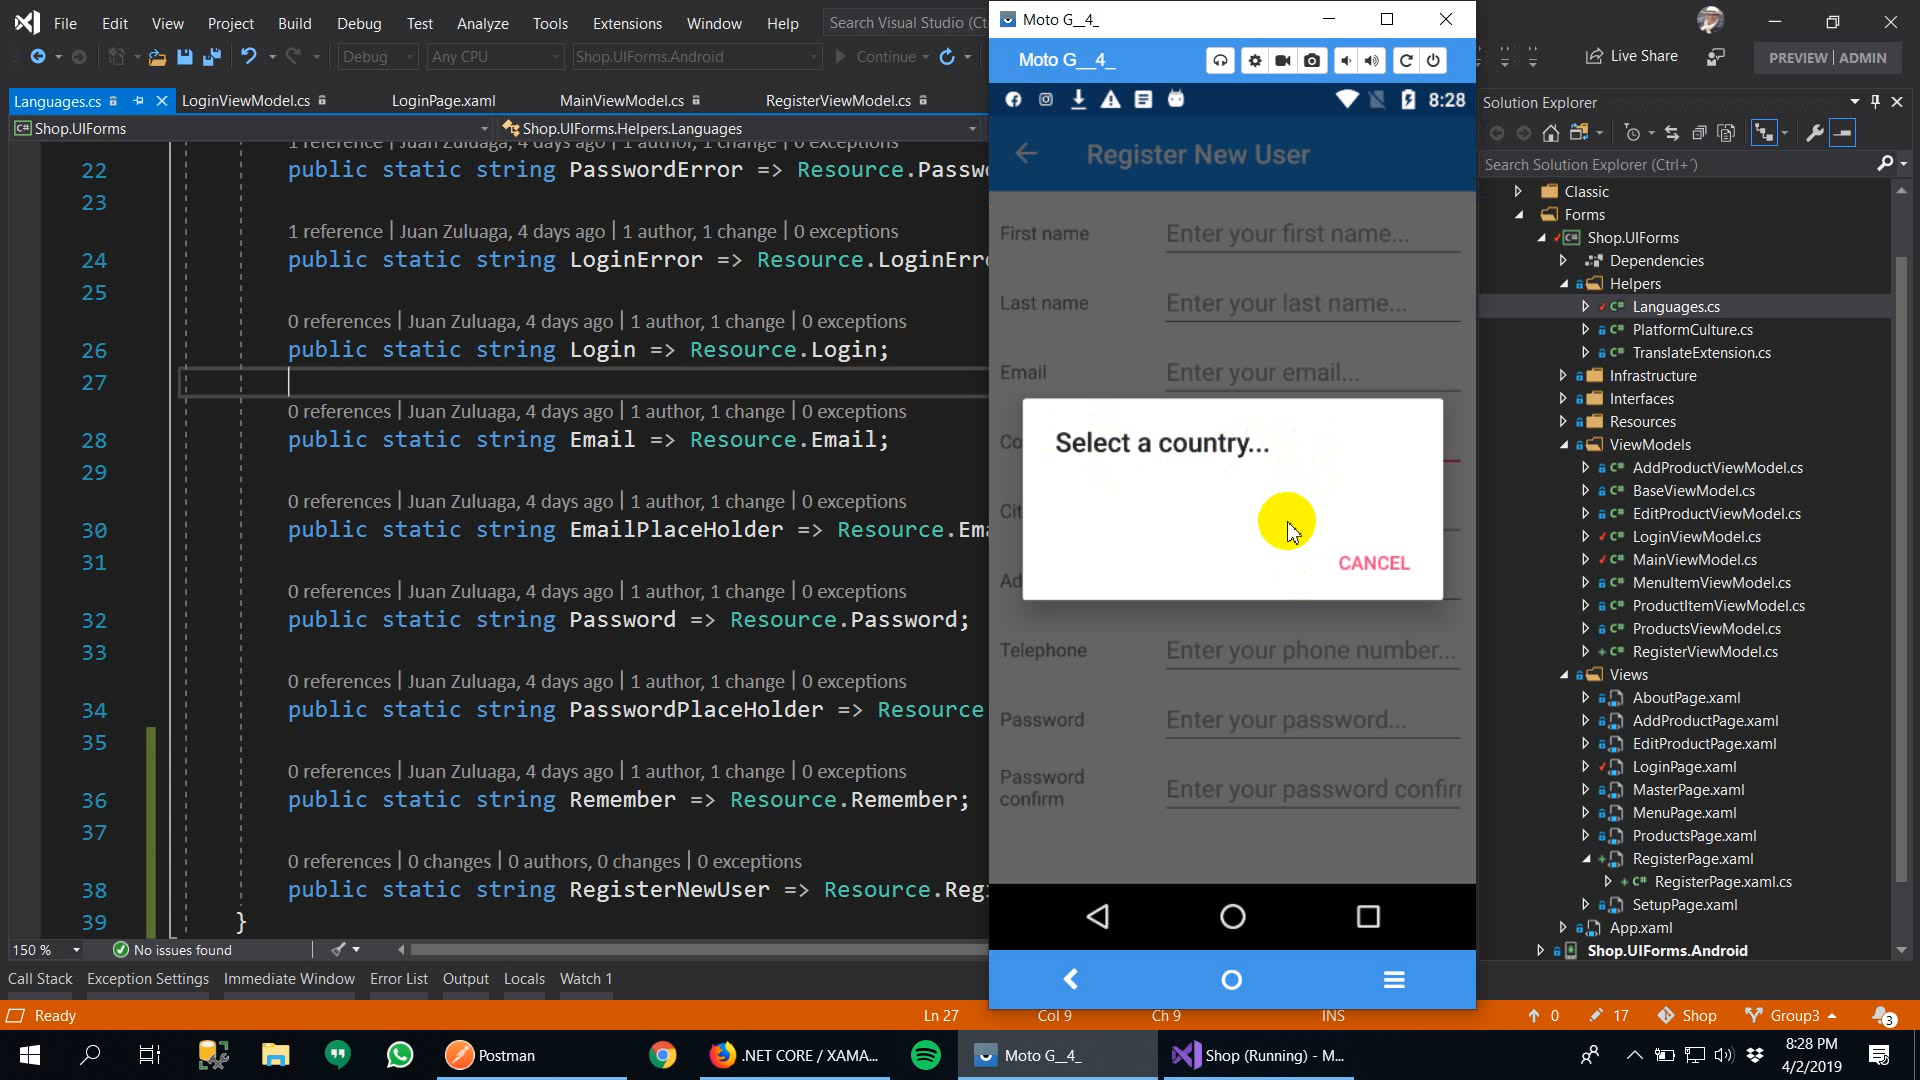 File Edit View Project Build Debug Test Analyze Tools Extensions Window Help
Search Visual Studio (Ct
Moto G__4_
Live Share
PREVIEW | ADMIN
Debug
Any CPU
Shop.UIForms.Android
Continue
Moto G__4_
8:28
Languages.cs
LoginViewModel.cs
LoginPage.xaml
MainViewModel.cs
RegisterViewModel.cs
Shop.UIForms
Shop.UIForms.Helpers.Languages
22 public static string PasswordError => Resource.Passw
23
1 reference | Juan Zuluaga, 4 days ago | 1 author, 1 change | 0 exceptions
24 public static string LoginError => Resource.LoginErr
25
0 references | Juan Zuluaga, 4 days ago | 1 author, 1 change | 0 exceptions
26 public static string Login => Resource.Login;
27
0 references | Juan Zuluaga, 4 days ago | 1 author, 1 change | 0 exceptions
28 public static string Email => Resource.Email;
29
0 references | Juan Zuluaga, 4 days ago | 1 author, 1 change | 0 exceptions
30 public static string EmailPlaceHolder => Resource.Ema
31
0 references | Juan Zuluaga, 4 days ago | 1 author, 1 change | 0 exceptions
32 public static string Password => Resource.Password;
33
0 references | Juan Zuluaga, 4 days ago | 1 author, 1 change | 0 exceptions
34 public static string PasswordPlaceHolder => Resource
35
0 references | Juan Zuluaga, 4 days ago | 1 author, 1 change | 0 exceptions
36 public static string Remember => Resource.Remember;
37
0 references | 0 changes | 0 authors, 0 changes | 0 exceptions
38 public static string RegisterNewUser => Resource.Regi
39 }
150 %
No issues found
Register New User
First name Enter your first name...
Last name Enter your last name...
Email Enter your email...
Co
Select a country...
Cit
CANCEL
Ad
Telephone Enter your phone number...
Password Enter your password...
Password confirm Enter your password confirm
Solution Explorer
Search Solution Explorer (Ctrl+´)
Classic
Forms
Shop.UIForms
Dependencies
Helpers
Languages.cs
PlatformCulture.cs
TranslateExtension.cs
Infrastructure
Interfaces
Resources
ViewModels
AddProductViewModel.cs
BaseViewModel.cs
EditProductViewModel.cs
LoginViewModel.cs
MainViewModel.cs
MenuItemViewModel.cs
ProductItemViewModel.cs
ProductsViewModel.cs
RegisterViewModel.cs
Views
AboutPage.xaml
AddProductPage.xaml
EditProductPage.xaml
LoginPage.xaml
MasterPage.xaml
MenuPage.xaml
ProductsPage.xaml
RegisterPage.xaml
RegisterPage.xaml.cs
SetupPage.xaml
App.xaml
Shop.UIForms.Android
Call Stack Exception Settings Immediate Window Error List Output Locals Watch 1
Ready
Ln 27
Col 9
Ch 9
INS
0
17
Shop
Group3
3
Postman
.NET CORE / XAMA...
Moto G__4_
Shop (Running) - M...
8:28 PM
4/2/2019